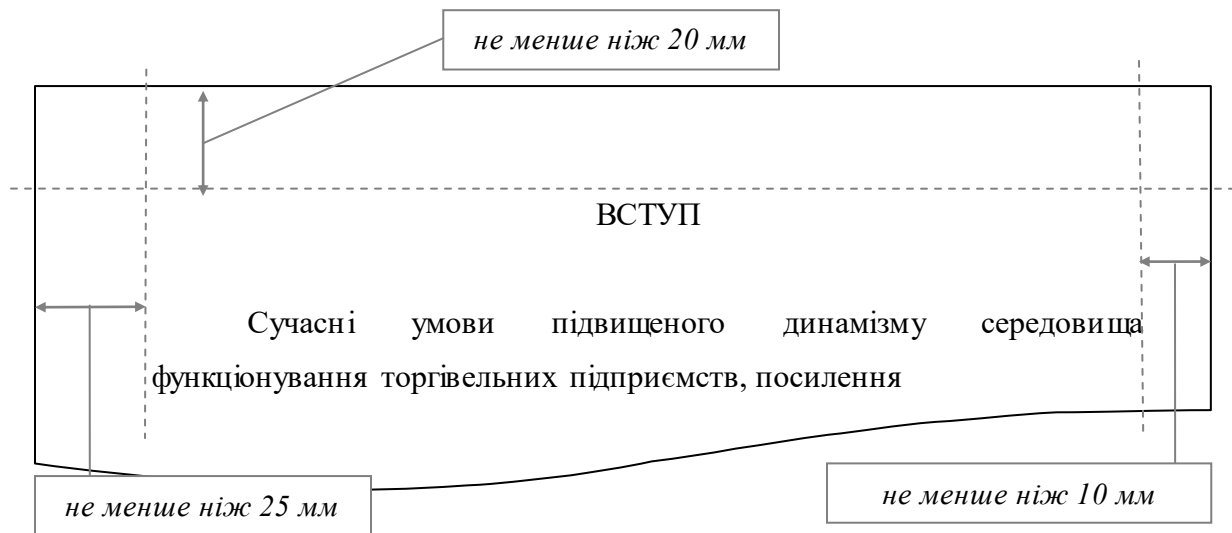 не менше ніж 20 мм
ВСТУП
Сучасні умови підвищеного динамізму середовища
функціонування торгівельних підприємств, посилення
не менше ніж 25 мм
не менше ніж 10 мм